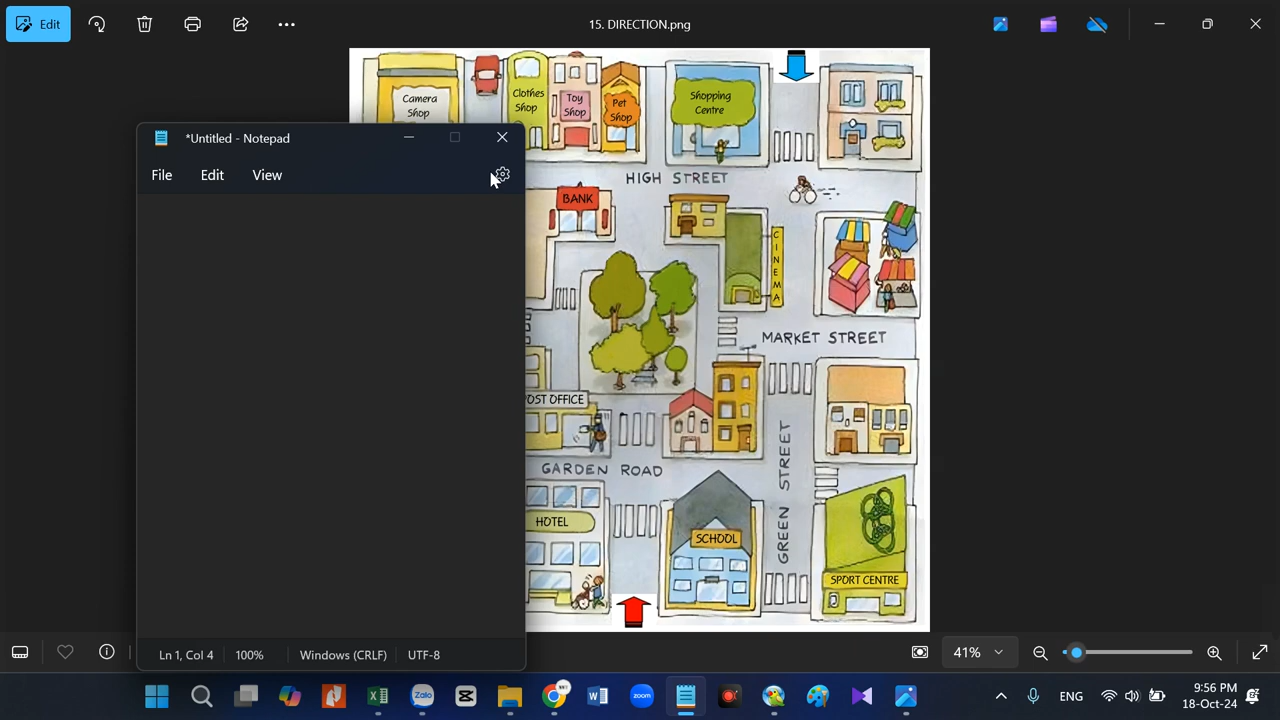 Edit
15. DIRECTION.png
Camera
Shop
Clothes
Shop
Toy
Shop
Pet
Shop
Shopping
Centre
*Untitled - Notepad
File
Edit
View
HIGH STREET
BANK
CINEMA
MARKET STREET
POST OFFICE
GREEN STREET
GARDEN ROAD
HOTEL
SCHOOL
SPORT CENTRE
Ln 1, Col 4
100%
Windows (CRLF)
UTF-8
41%
Zalo
zoom
ENG
9:56 PM
18-Oct-24